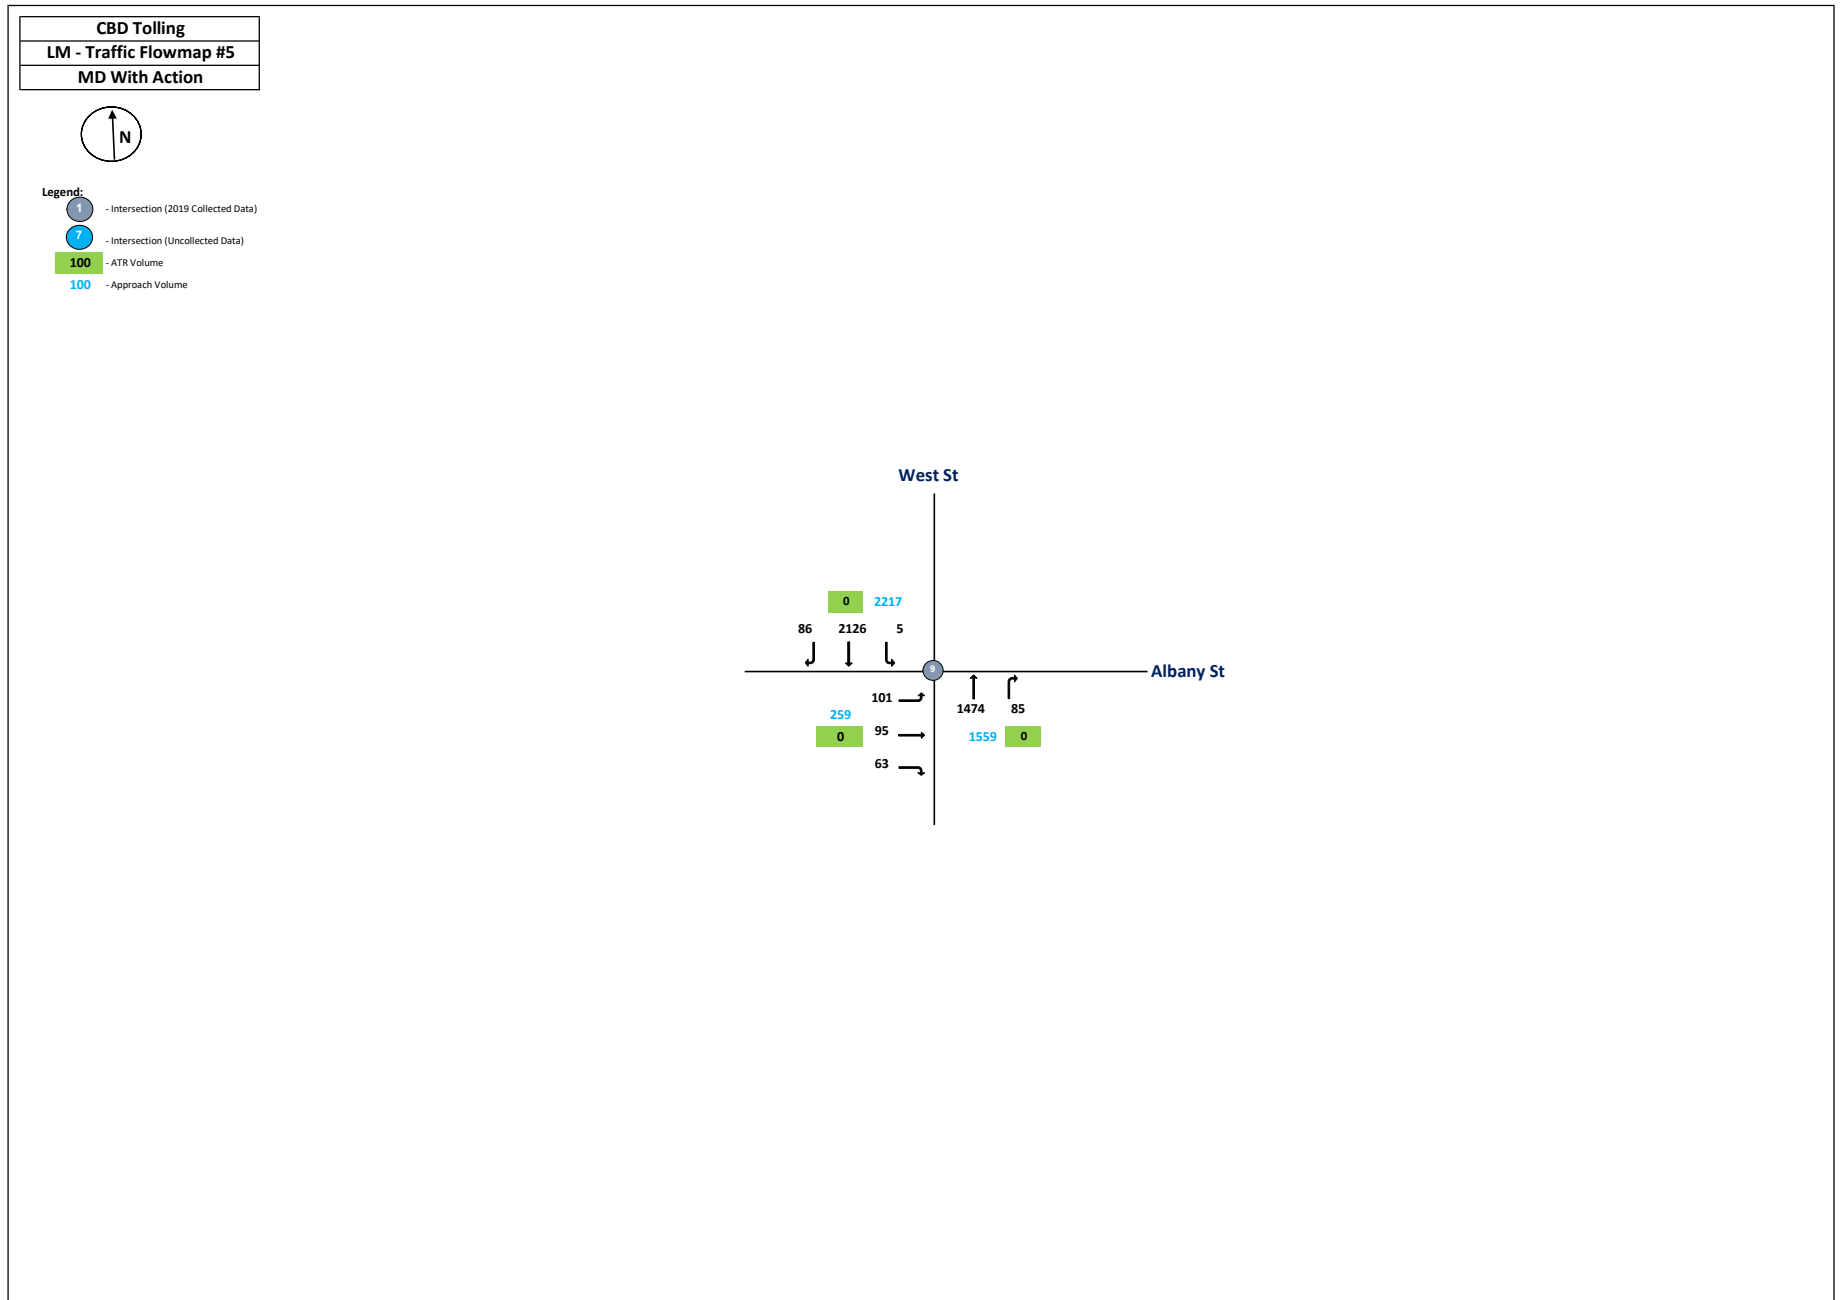 CBD Tolling
LM - Traffic Flowmap #5
MD With Action
N
Legend:
1 - Intersection (2019 Collected Data)
7 - Intersection (Uncollected Data)
100 - ATR Volume
100 - Approach Volume
West St
0 2217
86 2126 5
9
Albany St
101
1474 85
259
95
0
1559 0
63